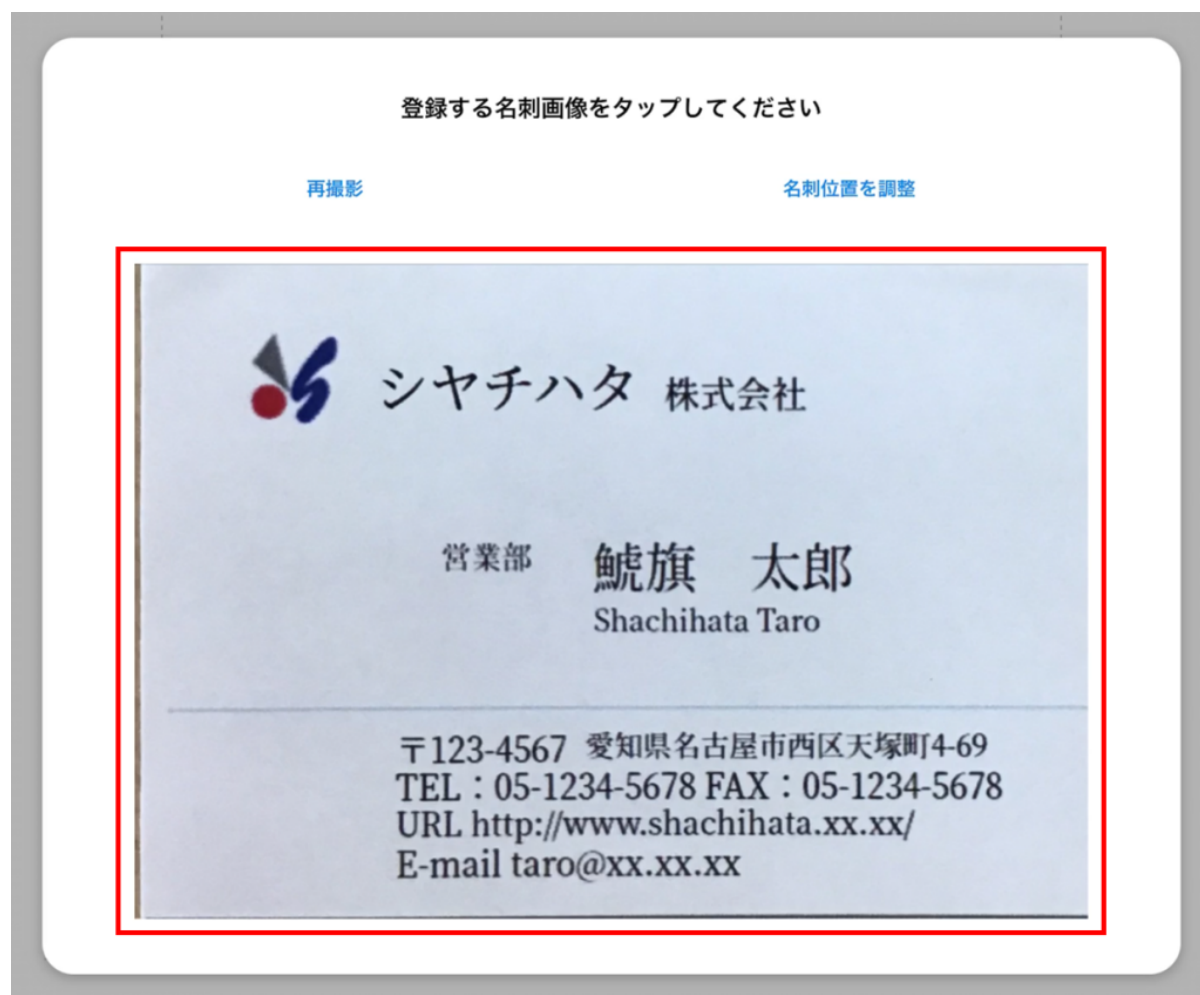 登録する名刺画像をタップしてください
再撮影 名刺位置を調整
シヤチハタ 株式会社
営業部 鯱旗 太郎
Shachihata Taro
〒123-4567 愛知県名古屋市西区天塚町4-69
TEL：05-1234-5678 FAX：05-1234-5678
URL http://www.shachihata.xx.xx/
E-mail taro@xx.xx.xx